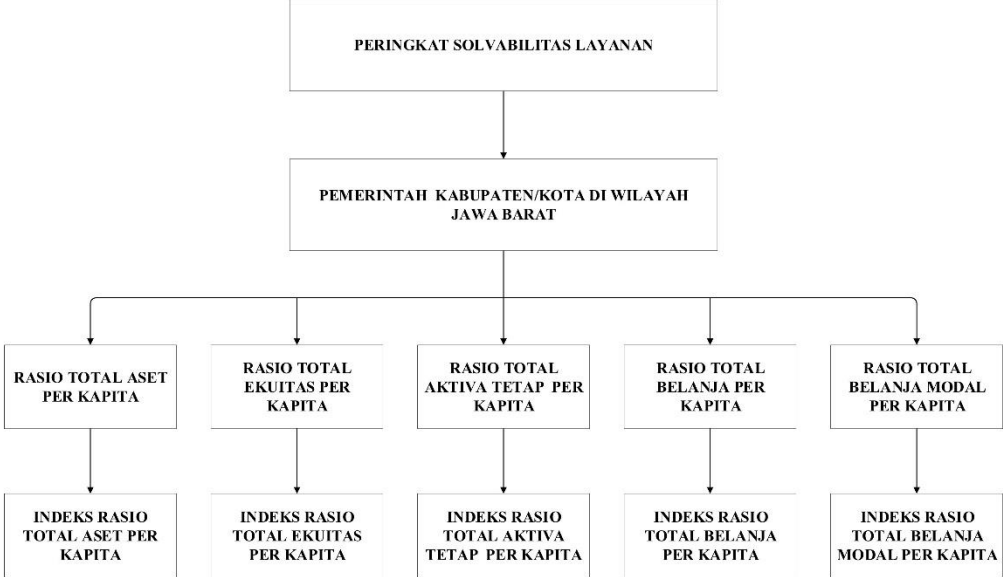 PERINGKAT SOLVABILITAS LAYANAN
PEMERINTAH KABUPATEN/KOTA DI WILAYAH
JAWA BARAT
RASIO TOTAL ASET
PER KAPITA
RASIO TOTAL
EKUITAS PER
KAPITA
RASIO TOTAL
AKTIVA TETAP PER
KAPITA
RASIO TOTAL
BELANJA PER
KAPITA
RASIO TOTAL
BELANJA MODAL
PER KAPITA
INDEKS RASIO
TOTAL ASET PER
KAPITA
INDEKS RASIO
TOTAL EKUITAS
PER KAPITA
INDEKS RASIO
TOTAL AKTIVA
TETAP PER KAPITA
INDEKS RASIO
TOTAL BELANJA
PER KAPITA
INDEKS RASIO
TOTAL BELANJA
MODAL PER KAPITA